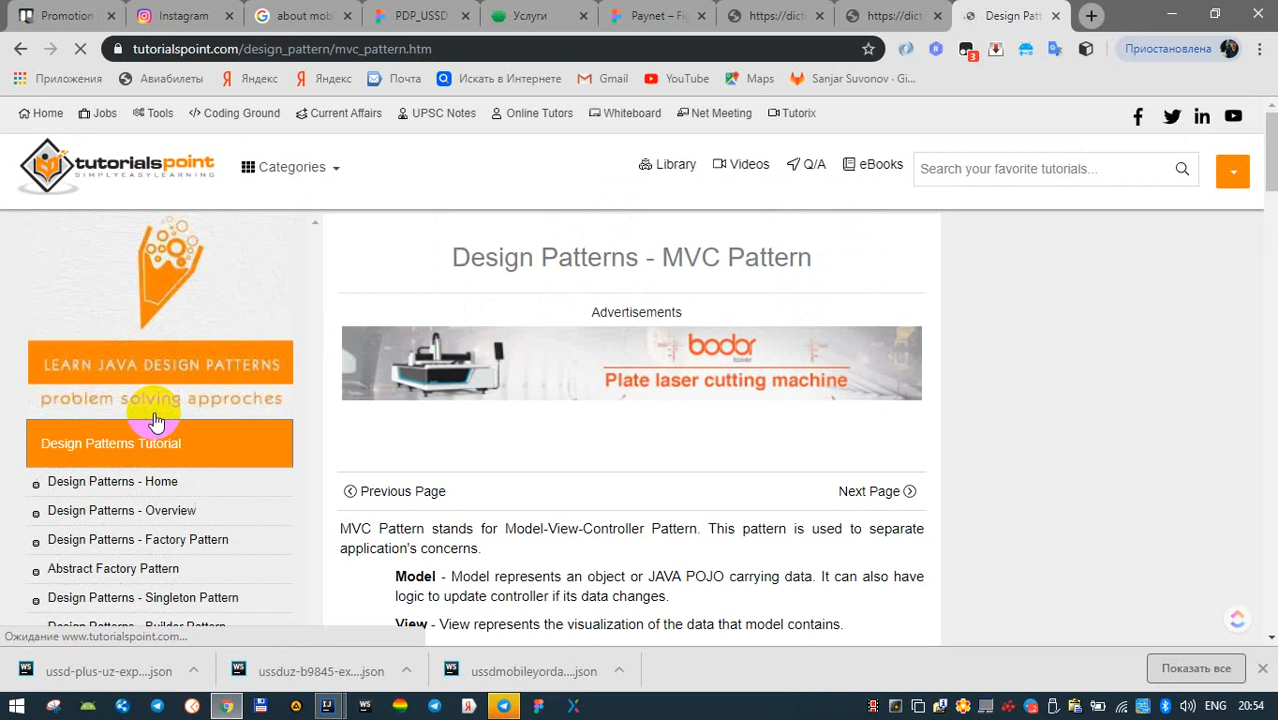 Promotion
Instagram
about mobi
PDP_USSD
Услуги
Paynet – Fig
https://dict
https://dict
Design Patt
tutorialspoint.com/design_pattern/mvc_pattern.htm
3
Приостановлена
Приложения
Авиабилеты
Яндекс
Яндекс
Почта
Искать в Интернете
Gmail
YouTube
Maps
Sanjar Suvonov · Gi...
Home
Jobs
Tools
Coding Ground
Current Affairs
UPSC Notes
Online Tutors
Whiteboard
Net Meeting
Tutorix
tutorialspoint
SIMPLYEASYLEARNING
Categories
Library
Videos
Q/A
eBooks
Search your favorite tutorials...
LEARN JAVA DESIGN PATTERNS
problem solving approches
Design Patterns Tutorial
Design Patterns - Home
Design Patterns - Overview
Design Patterns - Factory Pattern
Abstract Factory Pattern
Design Patterns - Singleton Pattern
Design Patterns - Builder Pattern
Design Patterns - MVC Pattern
Advertisements
bodor
Plate laser cutting machine
Previous Page
Next Page
MVC Pattern stands for Model-View-Controller Pattern. This pattern is used to separate
application's concerns.
Model - Model represents an object or JAVA POJO carrying data. It can also have
logic to update controller if its data changes.
View - View represents the visualization of the data that model contains.
Ожидание www.tutorialspoint.com...
ussd-plus-uz-exp....json
ussduz-b9845-ex....json
ussdmobileyorda....json
Показать все
ENG
20:54